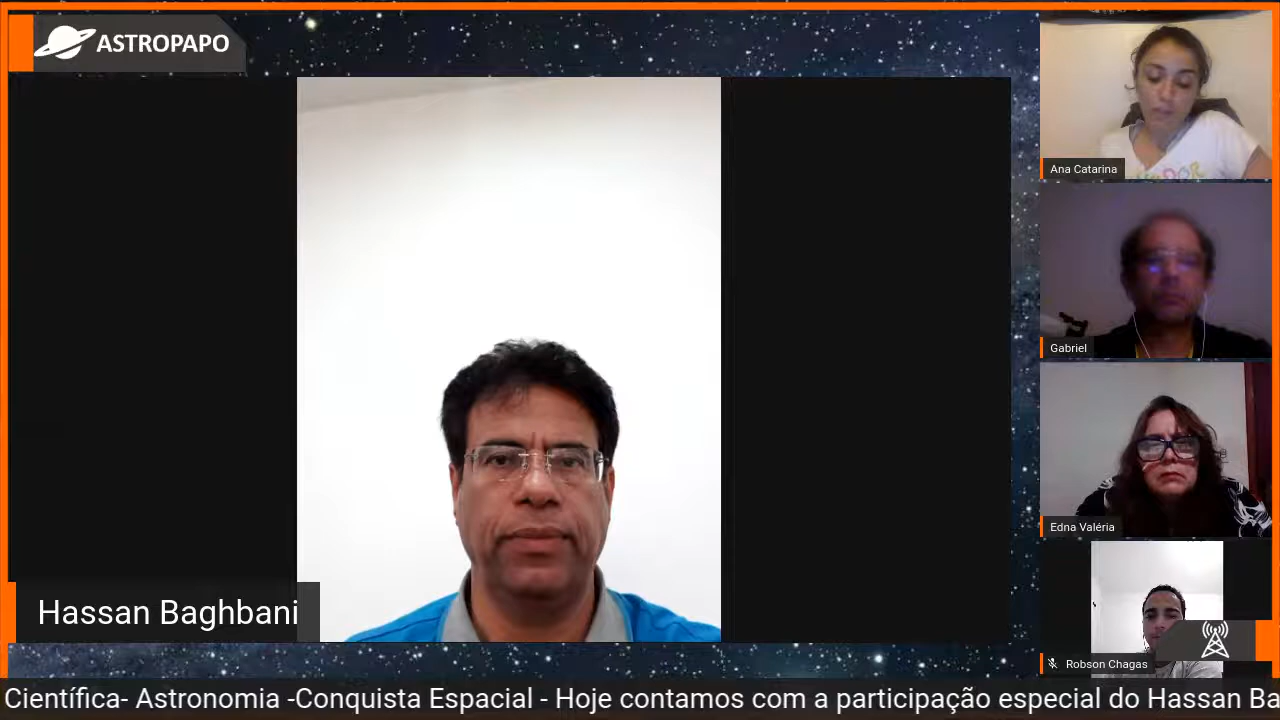 ASTROPAPO
Ana Catarina
Gabriel
Edna Valéria
Hassan Baghbani
Robson Chagas
Científica- Astronomia -Conquista Espacial - Hoje contamos com a participação especial do Hassan Ba